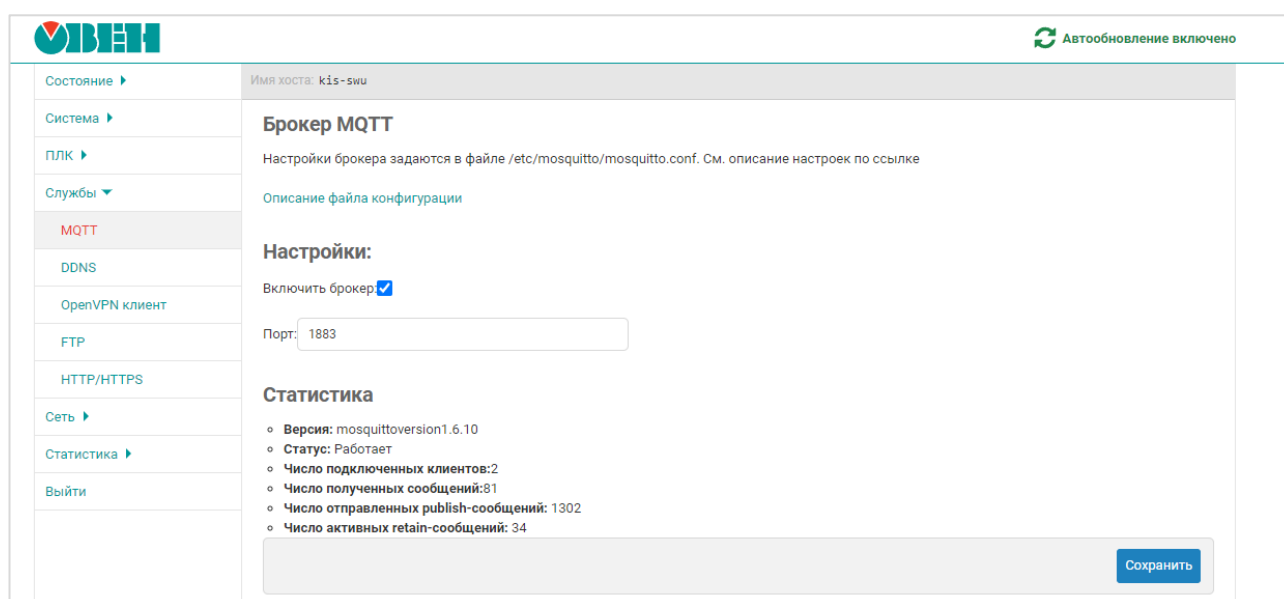 ОВЕН
Автообновление включено
Состояние
Имя хоста: kis-swu
Система
ПЛК
Службы
MQTT
DDNS
OpenVPN клиент
FTP
HTTP/HTTPS
Сеть
Статистика
Выйти
Брокер MQTT
Настройки брокера задаются в файле /etc/mosquitto/mosquitto.conf. См. описание настроек по ссылке
Описание файла конфигурации
Настройки:
Включить брокер:
Порт: 1883
Статистика
Версия: mosquittoversion1.6.10
Статус: Работает
Число подключенных клиентов:2
Число полученных сообщений:81
Число отправленных publish-сообщений: 1302
Число активных retain-сообщений: 34
Сохранить